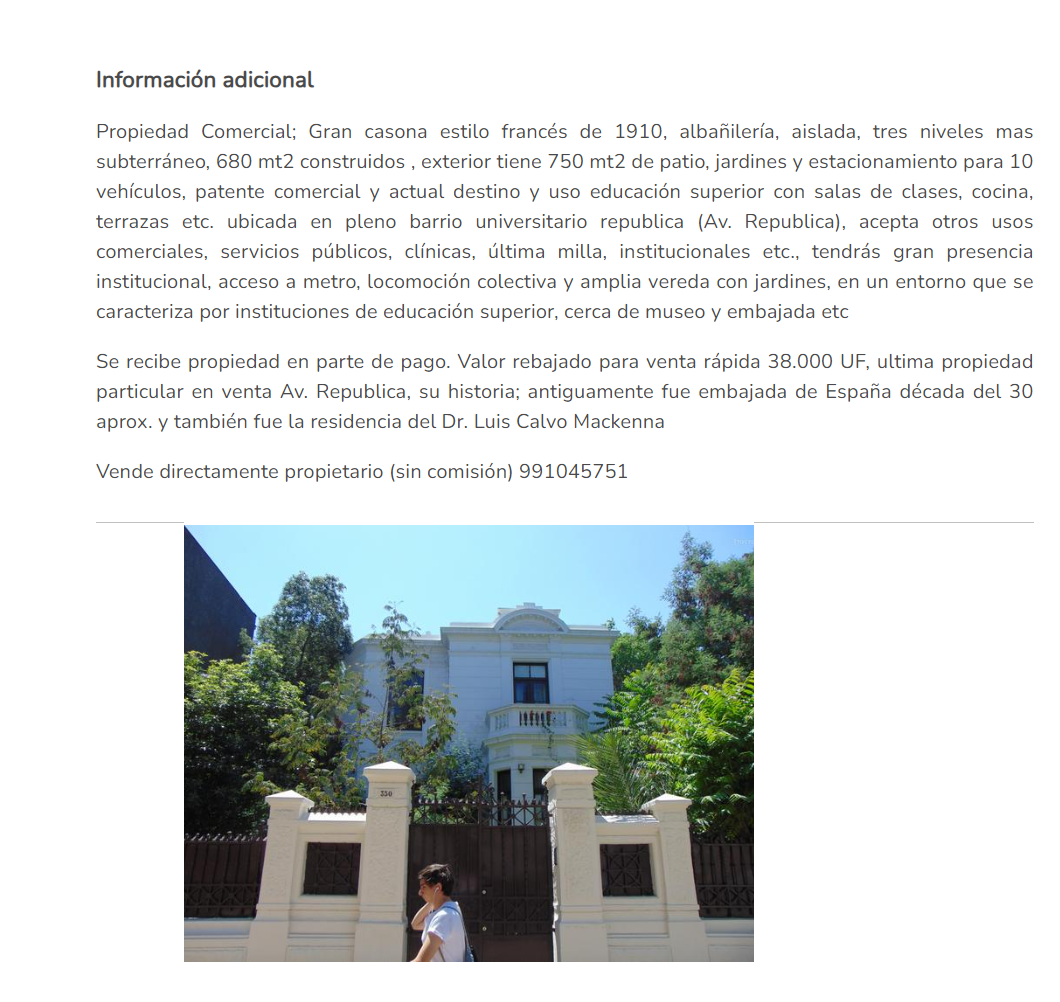 Información adicional
Propiedad Comercial; Gran casona estilo francés de 1910, albañilería, aislada, tres niveles mas
subterráneo, 680 mt2 construidos , exterior tiene 750 mt2 de patio, jardines y estacionamiento para 10
vehículos, patente comercial y actual destino y uso educación superior con salas de clases, cocina,
terrazas etc. ubicada en pleno barrio universitario republica (Av. Republica), acepta otros usos
comerciales, servicios públicos, clínicas, última milla, institucionales etc., tendrás gran presencia
institucional, acceso a metro, locomoción colectiva y amplia vereda con jardines, en un entorno que se
caracteriza por instituciones de educación superior, cerca de museo y embajada etc
Se recibe propiedad en parte de pago. Valor rebajado para venta rápida 38.000 UF, ultima propiedad
particular en venta Av. Republica, su historia; antiguamente fue embajada de España década del 30
aprox. y también fue la residencia del Dr. Luis Calvo Mackenna
Vende directamente propietario (sin comisión) 991045751